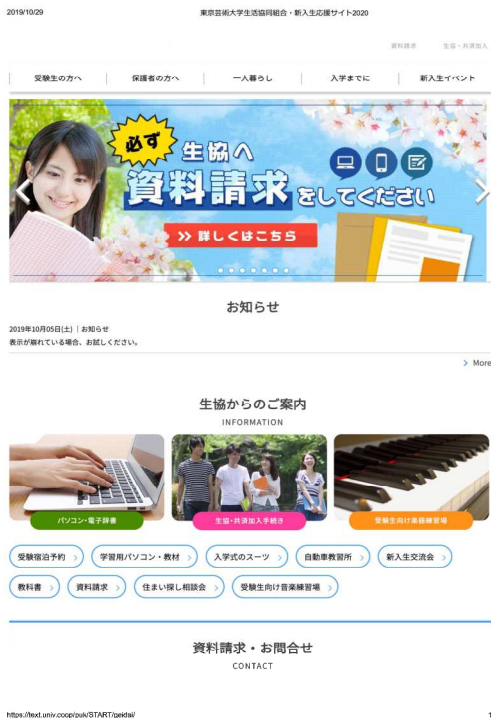 2019/10/29
東京芸術大学生活協同組合・新入生応援サイト2020
資料請求 生協・共済加入
受験生の方へ 保護者の方へ 一人暮らし 入学までに 新入生イベント
必ず
生協へ
資料請求をしてください
>> 詳しくはこちら
お知らせ
2019年10月05日(土)｜お知らせ
表示が崩れている場合、お試しください。
> More
生協からのご案内
INFORMATION
パソコン・電子辞書 生協・共済加入手続き 受験生向け楽器練習場
受験宿泊予約 > 学習用パソコン・教材 > 入学式のスーツ > 自動車教習所 > 新入生交流会 >
教科書 > 資料請求 > 住まい探し相談会 > 受験生向け音楽練習場 >
資料請求・お問合せ
CONTACT
https://text.univ.coop/puk/START/geidai/
1